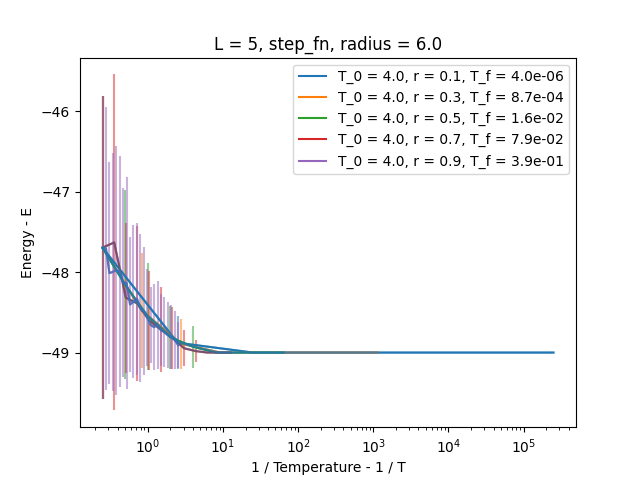 L = 5, step_fn, radius = 6.0
T_0 = 4.0, r = 0.1, T_f = 4.0e-06
T_0 = 4.0, r = 0.3, T_f = 8.7e-04
T_0 = 4.0, r = 0.5, T_f = 1.6e-02
T_0 = 4.0, r = 0.7, T_f = 7.9e-02
T_0 = 4.0, r = 0.9, T_f = 3.9e-01
Energy - E
−46
−47
−48
−49
10⁰ 10¹ 10² 10³ 10⁴ 10⁵
1 / Temperature - 1 / T